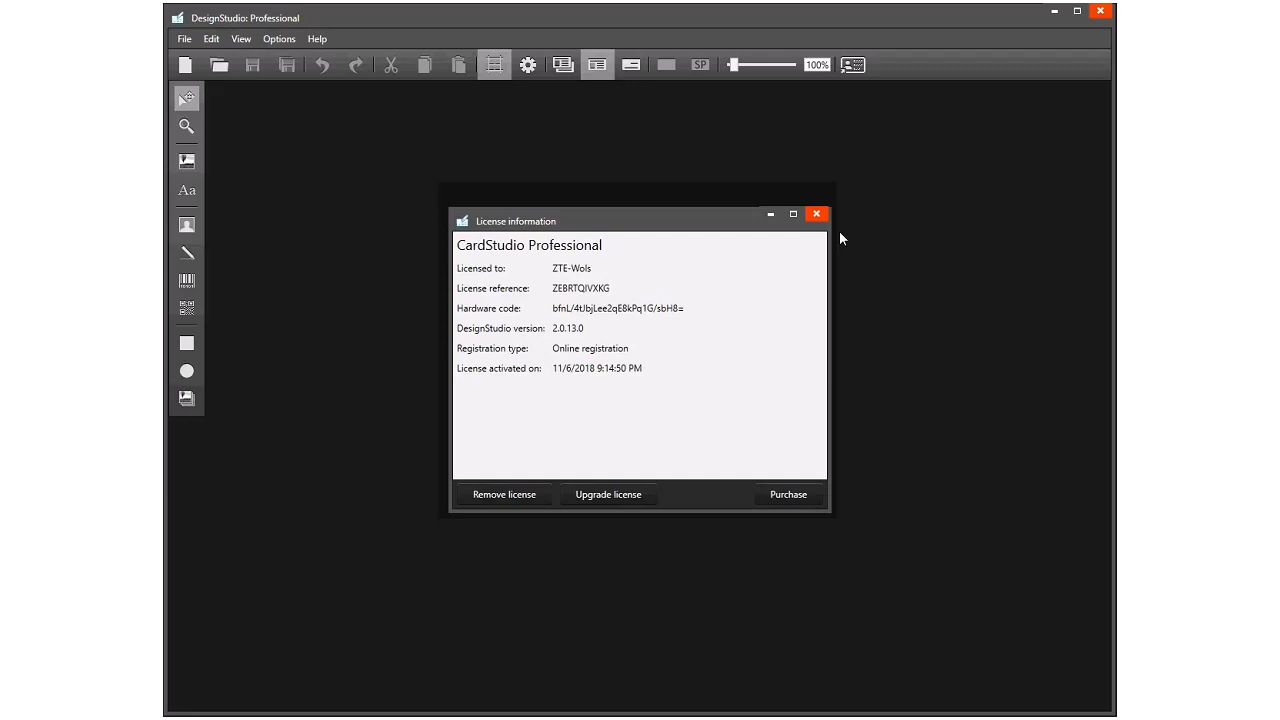 DesignStudio: Professional
File Edit View Options Help
SP 100%
Aa
License information
CardStudio Professional
Licensed to: ZTE-Wols
License reference: ZEBRTQIVXKG
Hardware code: bfnL/4tJbjLee2qE8kPq1G/sbH8=
DesignStudio version: 2.0.13.0
Registration type: Online registration
License activated on: 11/6/2018 9:14:50 PM
Remove license Upgrade license Purchase